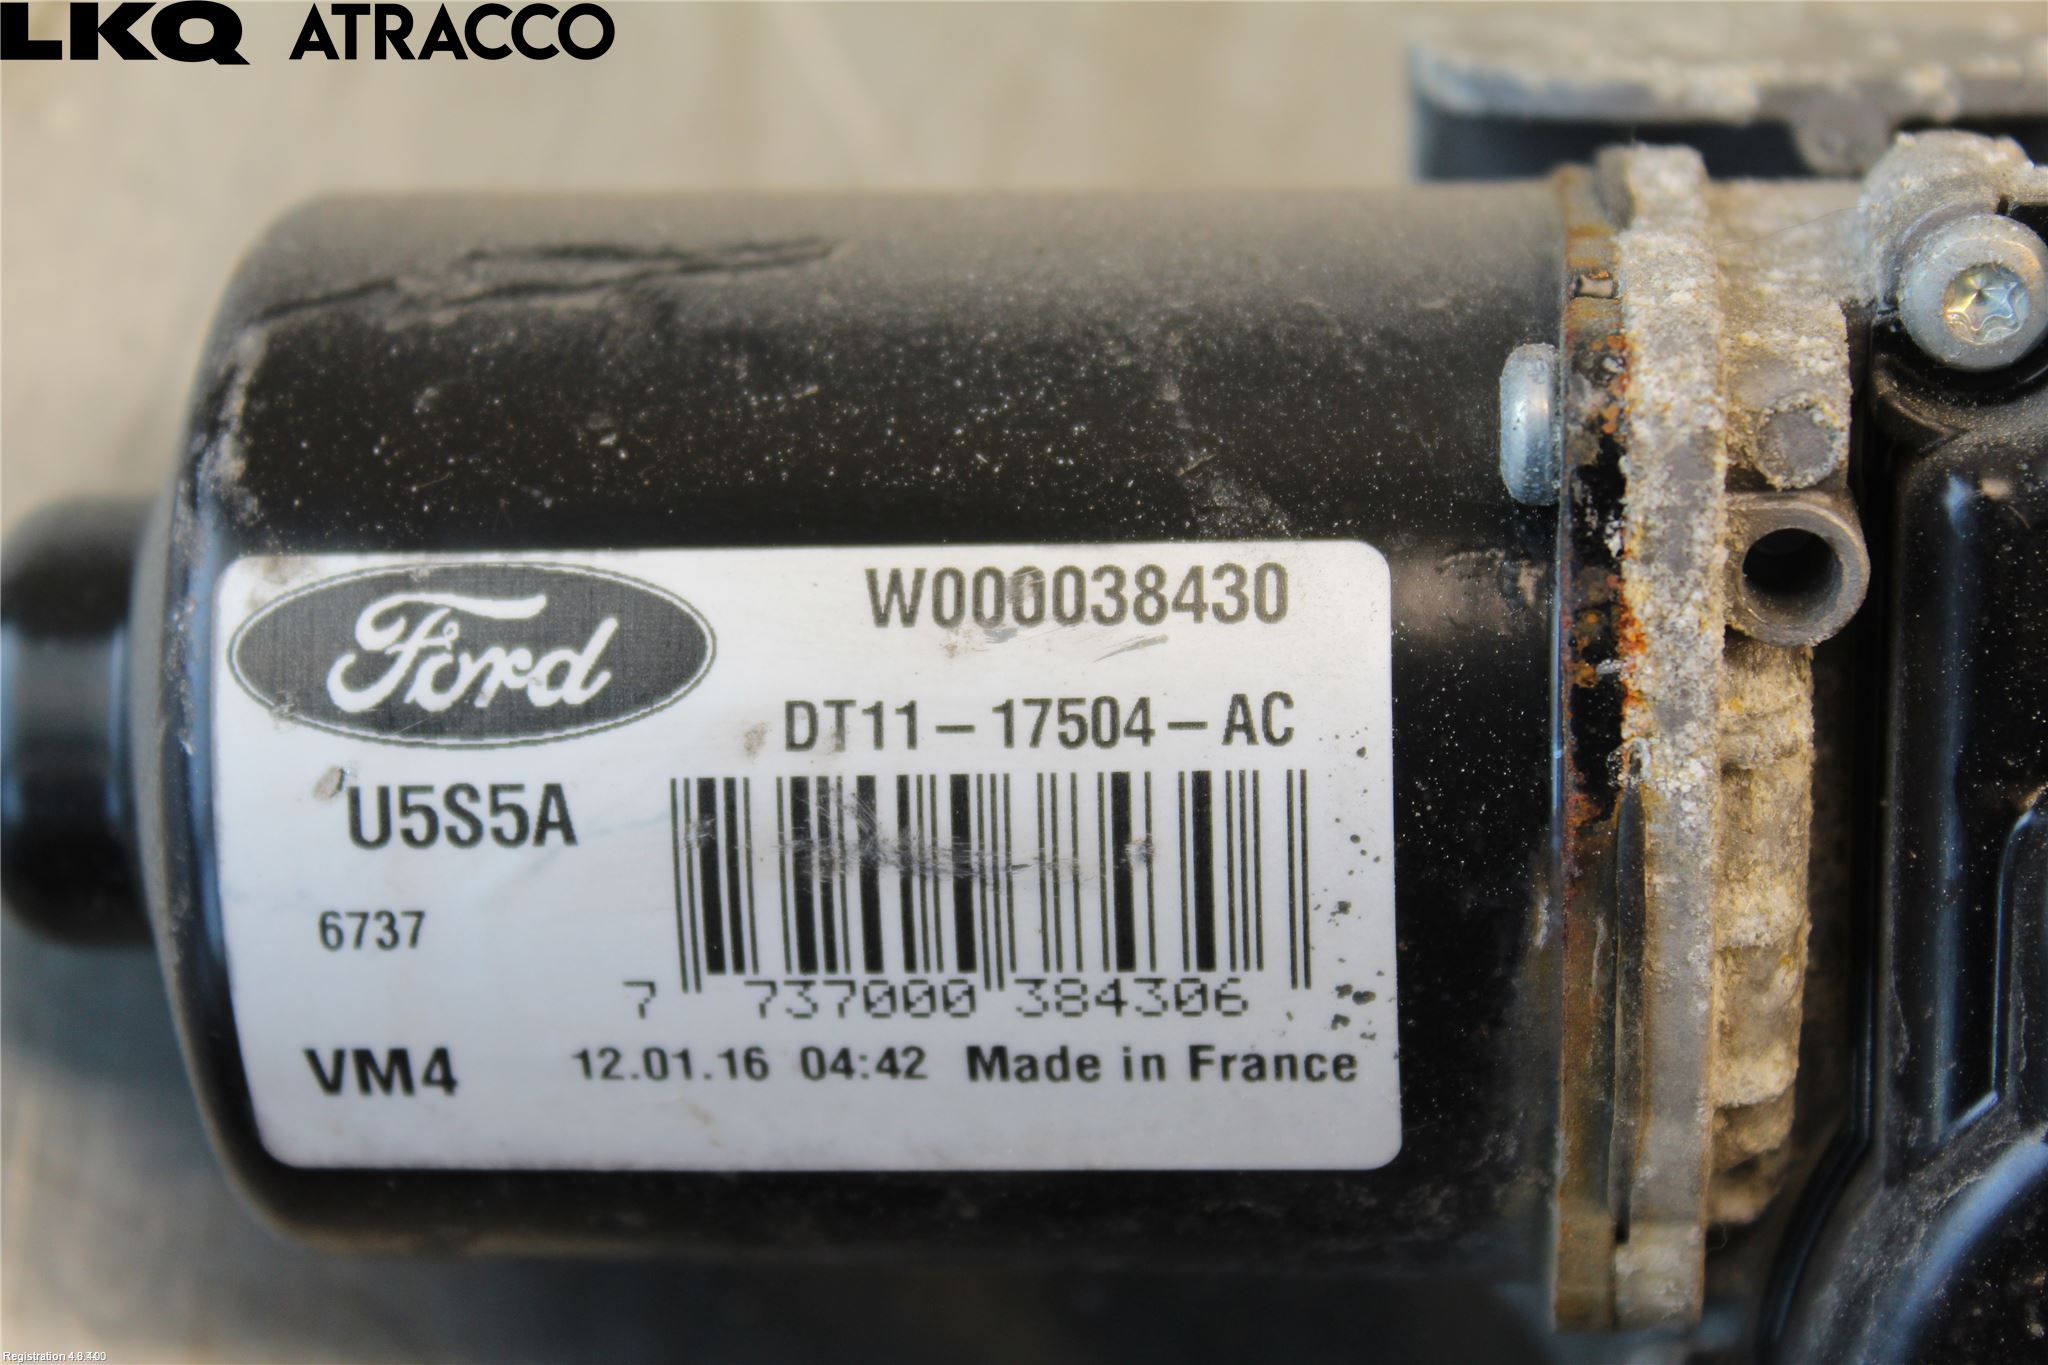 LKQ ATRACCO
Ford
W000038430
DT11-17504-AC
U5S5A
6737
7 737000 384306
VM4 12.01.16 04:42 Made in France